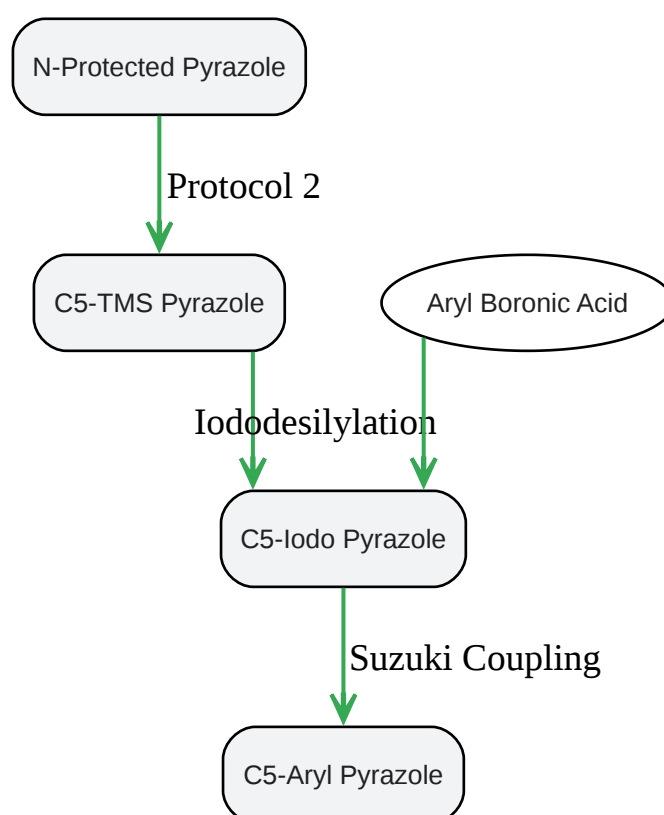 N-Protected Pyrazole
Protocol 2
C5-TMS Pyrazole
Aryl Boronic Acid
Iododesilylation
C5-Iodo Pyrazole
Suzuki Coupling
C5-Aryl Pyrazole